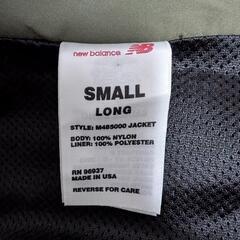 new balance
SMALL
LONG
STYLE: M485000 JACKET
BODY: 100% NYLON
LINER: 100% POLYESTER
RN 96937
MADE IN USA
REVERSE FOR CARE